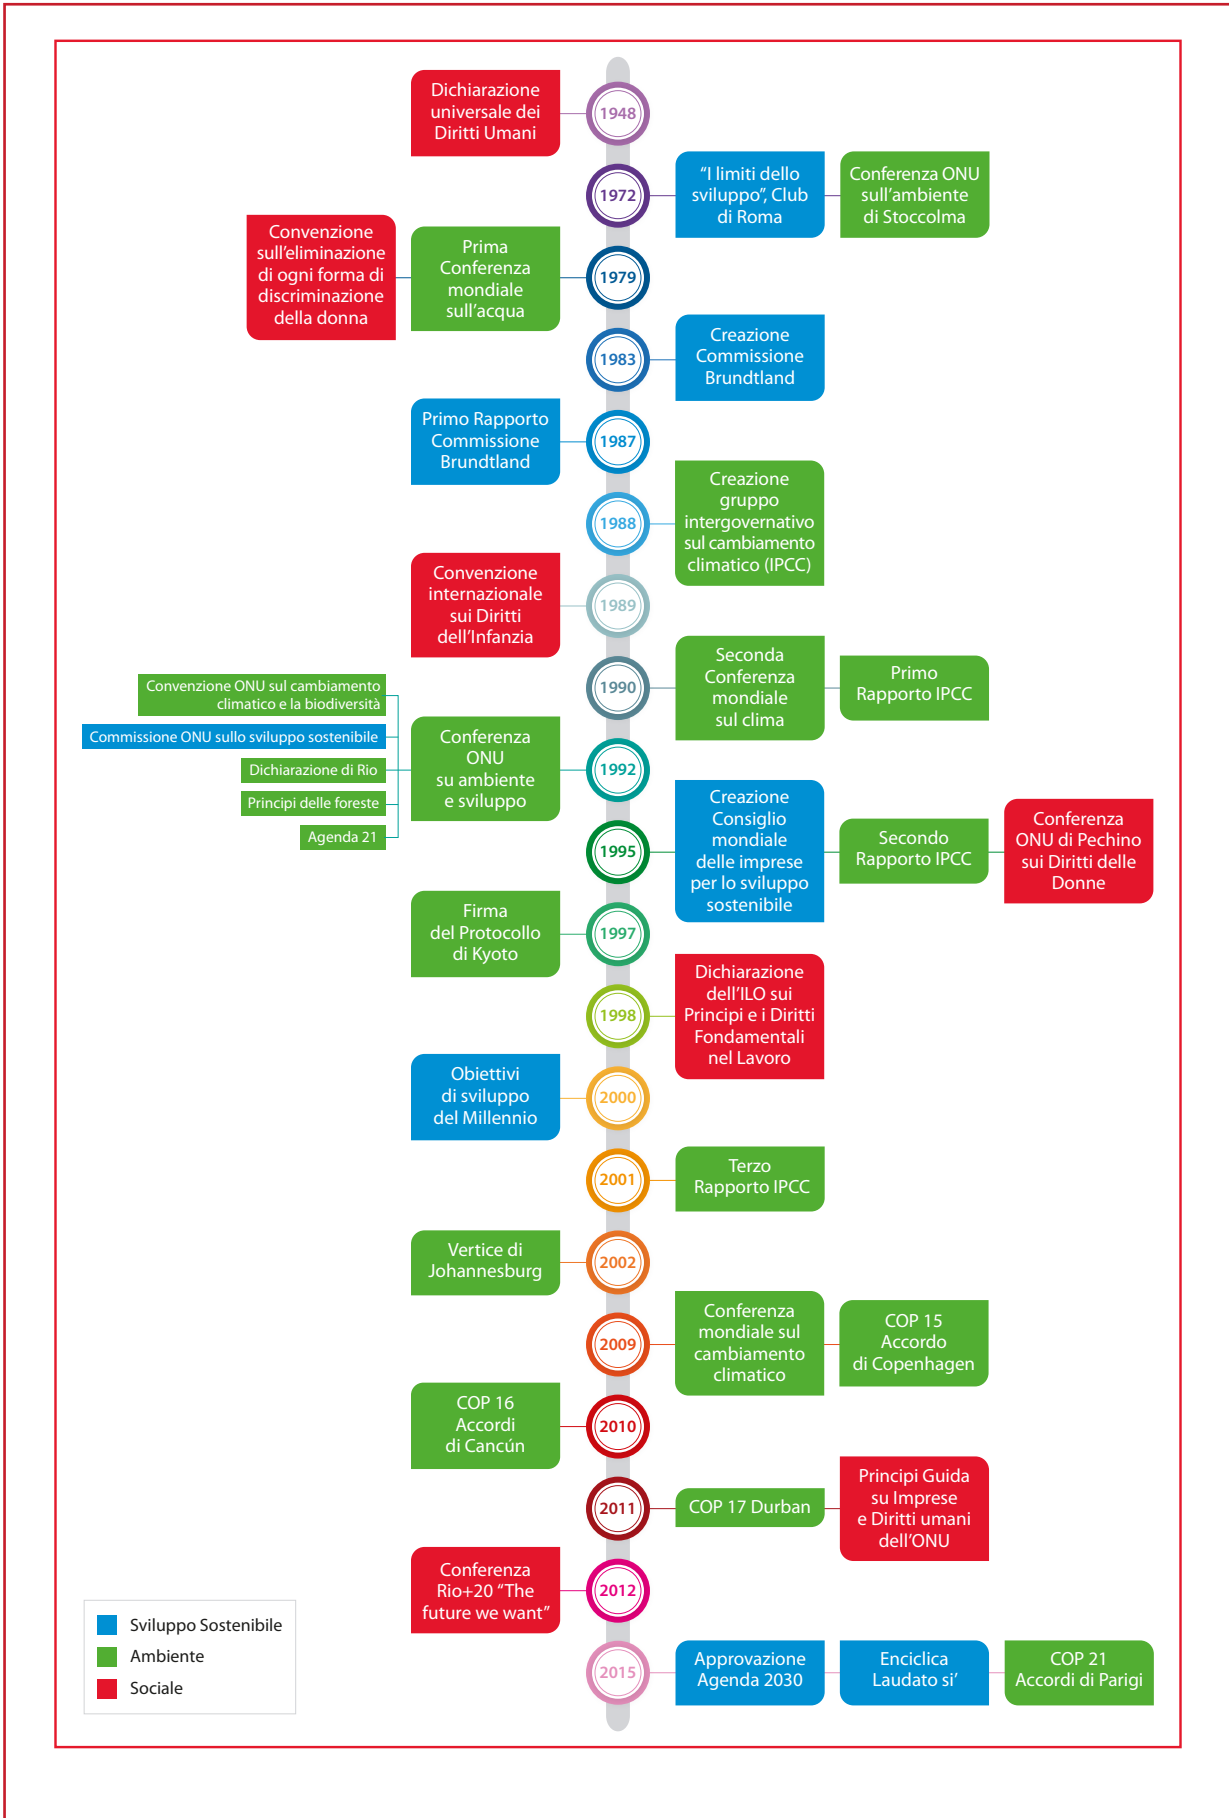 Dichiarazione
universale dei
Diritti Umani
1948
1972
"I limiti dello
sviluppo", Club
di Roma
Conferenza ONU
sull'ambiente
di Stoccolma
Convenzione
sull'eliminazione
di ogni forma di
discriminazione
della donna
Prima
Conferenza
mondiale
sull'acqua
1979
1983
Creazione
Commissione
Brundtland
Primo Rapporto
Commissione
Brundtland
1987
1988
Creazione
gruppo
intergovernativo
sul cambiamento
climatico (IPCC)
Convenzione
internazionale
sui Diritti
dell'Infanzia
1989
1990
Seconda
Conferenza
mondiale
sul clima
Primo
Rapporto IPCC
Convenzione ONU sul cambiamento
climatico e la biodiversità
Commissione ONU sullo sviluppo sostenibile
Dichiarazione di Rio
Principi delle foreste
Agenda 21
Conferenza
ONU
su ambiente
e sviluppo
1992
1995
Creazione
Consiglio
mondiale
delle imprese
per lo sviluppo
sostenibile
Secondo
Rapporto IPCC
Conferenza
ONU di Pechino
sui Diritti delle
Donne
Firma
del Protocollo
di Kyoto
1997
1998
Dichiarazione
dell'ILO sui
Principi e i Diritti
Fondamentali
nel Lavoro
Obiettivi
di sviluppo
del Millennio
2000
2001
Terzo
Rapporto IPCC
Vertice di
Johannesburg
2002
2009
Conferenza
mondiale sul
cambiamento
climatico
COP 15
Accordo
di Copenhagen
COP 16
Accordi
di Cancún
2010
2011
COP 17 Durban
Principi Guida
su Imprese
e Diritti umani
dell'ONU
Conferenza
Rio+20 "The
future we want"
2012
2015
Approvazione
Agenda 2030
Enciclica
Laudato si'
COP 21
Accordi di Parigi
Sviluppo Sostenibile
Ambiente
Sociale